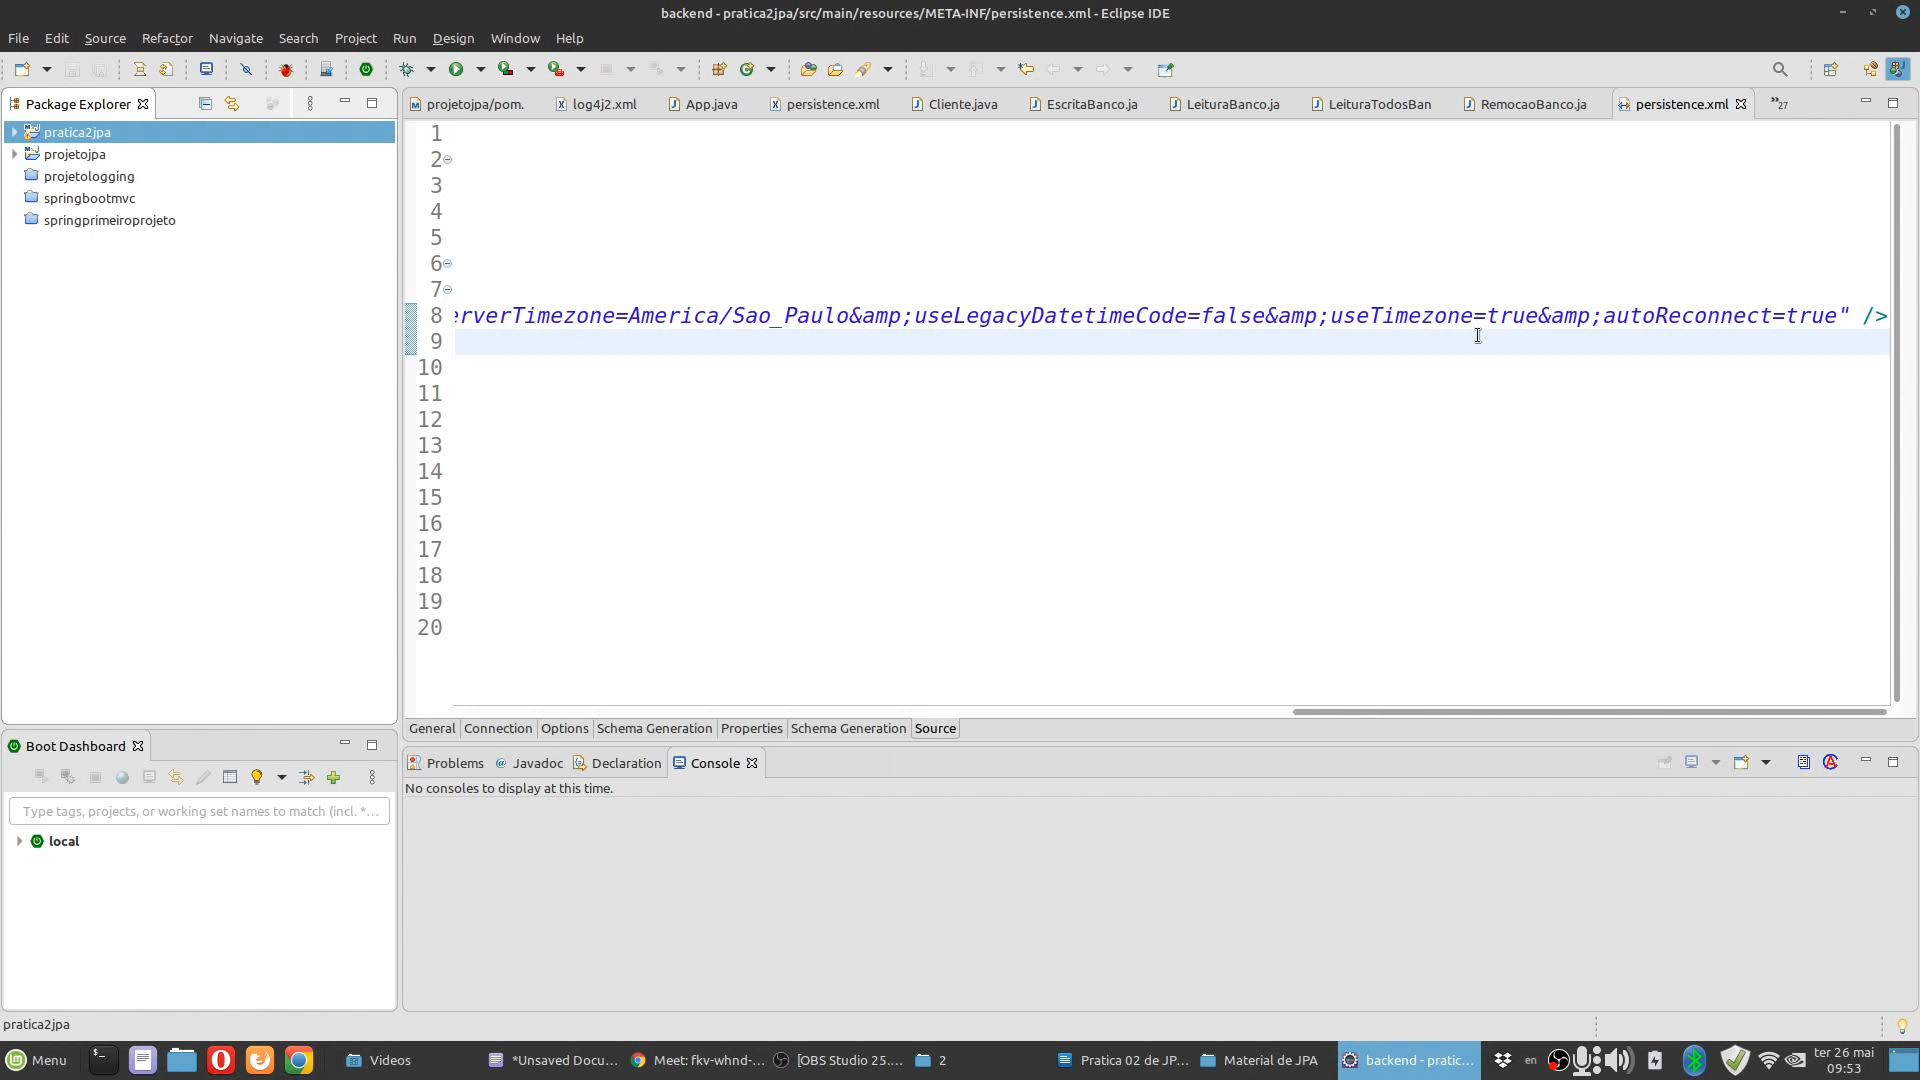 backend - pratica2jpa/src/main/resources/META-INF/persistence.xml - Eclipse IDE
File Edit Source Refactor Navigate Search Project Run Design Window Help
Package Explorer
projetojpa/pom. log4j2.xml App.java persistence.xml Cliente.java EscritaBanco.ja LeituraBanco.ja LeituraTodosBan RemocaoBanco.ja persistence.xml »27
pratica2jpa
projetojpa
projetologging
springbootmvc
springprimeiroprojeto
1
2
3
4
5
6
7
8 erverTimezone=America/Sao_Paulo&amp;useLegacyDatetimeCode=false&amp;useTimezone=true&amp;autoReconnect=true" />
9
10
11
12
13
14
15
16
17
18
19
20
General Connection Options Schema Generation Properties Schema Generation Source
Boot Dashboard
Type tags, projects, or working set names to match (incl. *...
local
Problems Javadoc Declaration Console
No consoles to display at this time.
pratica2jpa
Menu Videos *Unsaved Docu... Meet: fkv-whnd-... [OBS Studio 25.... 2 Pratica 02 de JP... Material de JPA backend - pratic... en ter 26 mai
09:53